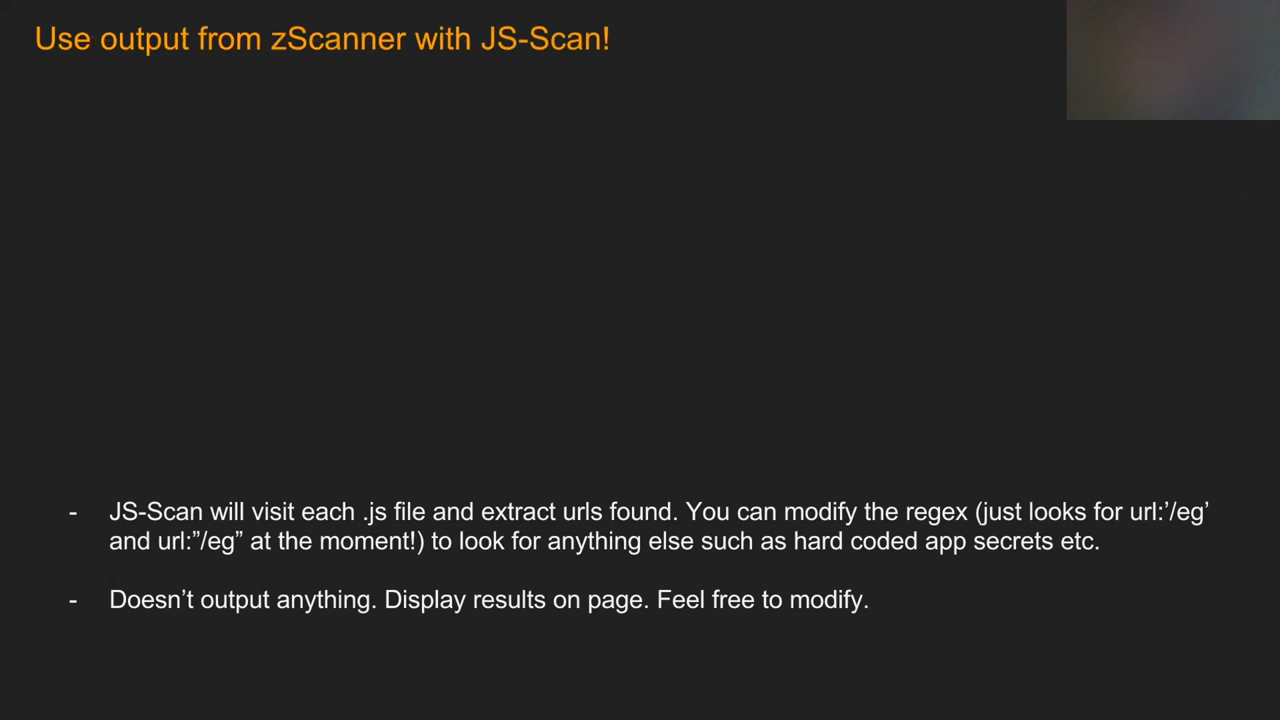 Use output from zScanner with JS-Scan!
- JS-Scan will visit each .js file and extract urls found. You can modify the regex (just looks for url:’/eg’
and url:”/eg” at the moment!) to look for anything else such as hard coded app secrets etc.
- Doesn’t output anything. Display results on page. Feel free to modify.